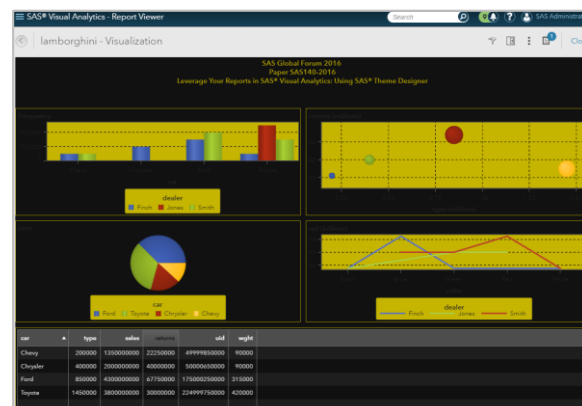 SAS® Visual Analytics - Report Viewer
Search
SAS Administrat
lamborghini - Visualization
1
Clo
SAS Global Forum 2016
Paper SAS140-2016
Leverage Your Reports in SAS® Visual Analytics: Using SAS® Theme Designer
dealer
Finch Jones Smith
car
Ford Toyota Chrysler Chevy
dealer
Finch Jones Smith
car type sales returns uid wght
Chevy 200000 1350000000 22250000 49999850000 90000
Chrysler 400000 2000000000 40000000 50000650000 90000
Ford 850000 4300000000 67750000 175000250000 315000
Toyota 1450000 3800000000 30000000 224999750000 420000